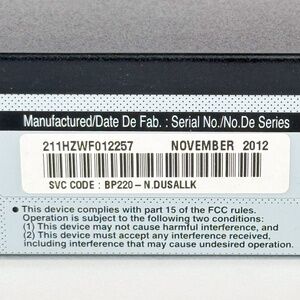 Manufactured/Date De Fab. : Serial No./No.De Series
211HZWF012257 NOVEMBER 2012
SVC CODE : BP220-N.DUSALLK
• This device complies with part 15 of the FCC rules.
Operation is subject to the following two conditions:
(1) This device may not cause harmful interference, and
(2) This device must accept any interference received,
including interference that may cause undesired